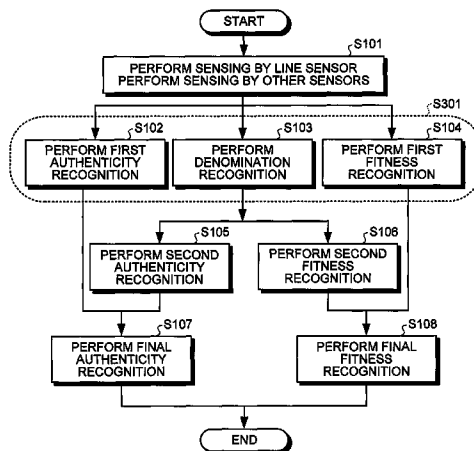 START
S101
PERFORM SENSING BY LINE SENSOR
PERFORM SENSING BY OTHER SENSORS
S301
S102
PERFORM FIRST
AUTHENTICITY
RECOGNITION
S103
PERFORM
DENOMINATION
RECOGNITION
S104
PERFORM FIRST
FITNESS
RECOGNITION
S105
PERFORM SECOND
AUTHENTICITY
RECOGNITION
S106
PERFORM SECOND
FITNESS
RECOGNITION
S107
PERFORM FINAL
AUTHENTICITY
RECOGNITION
S108
PERFORM FINAL
FITNESS
RECOGNITION
END